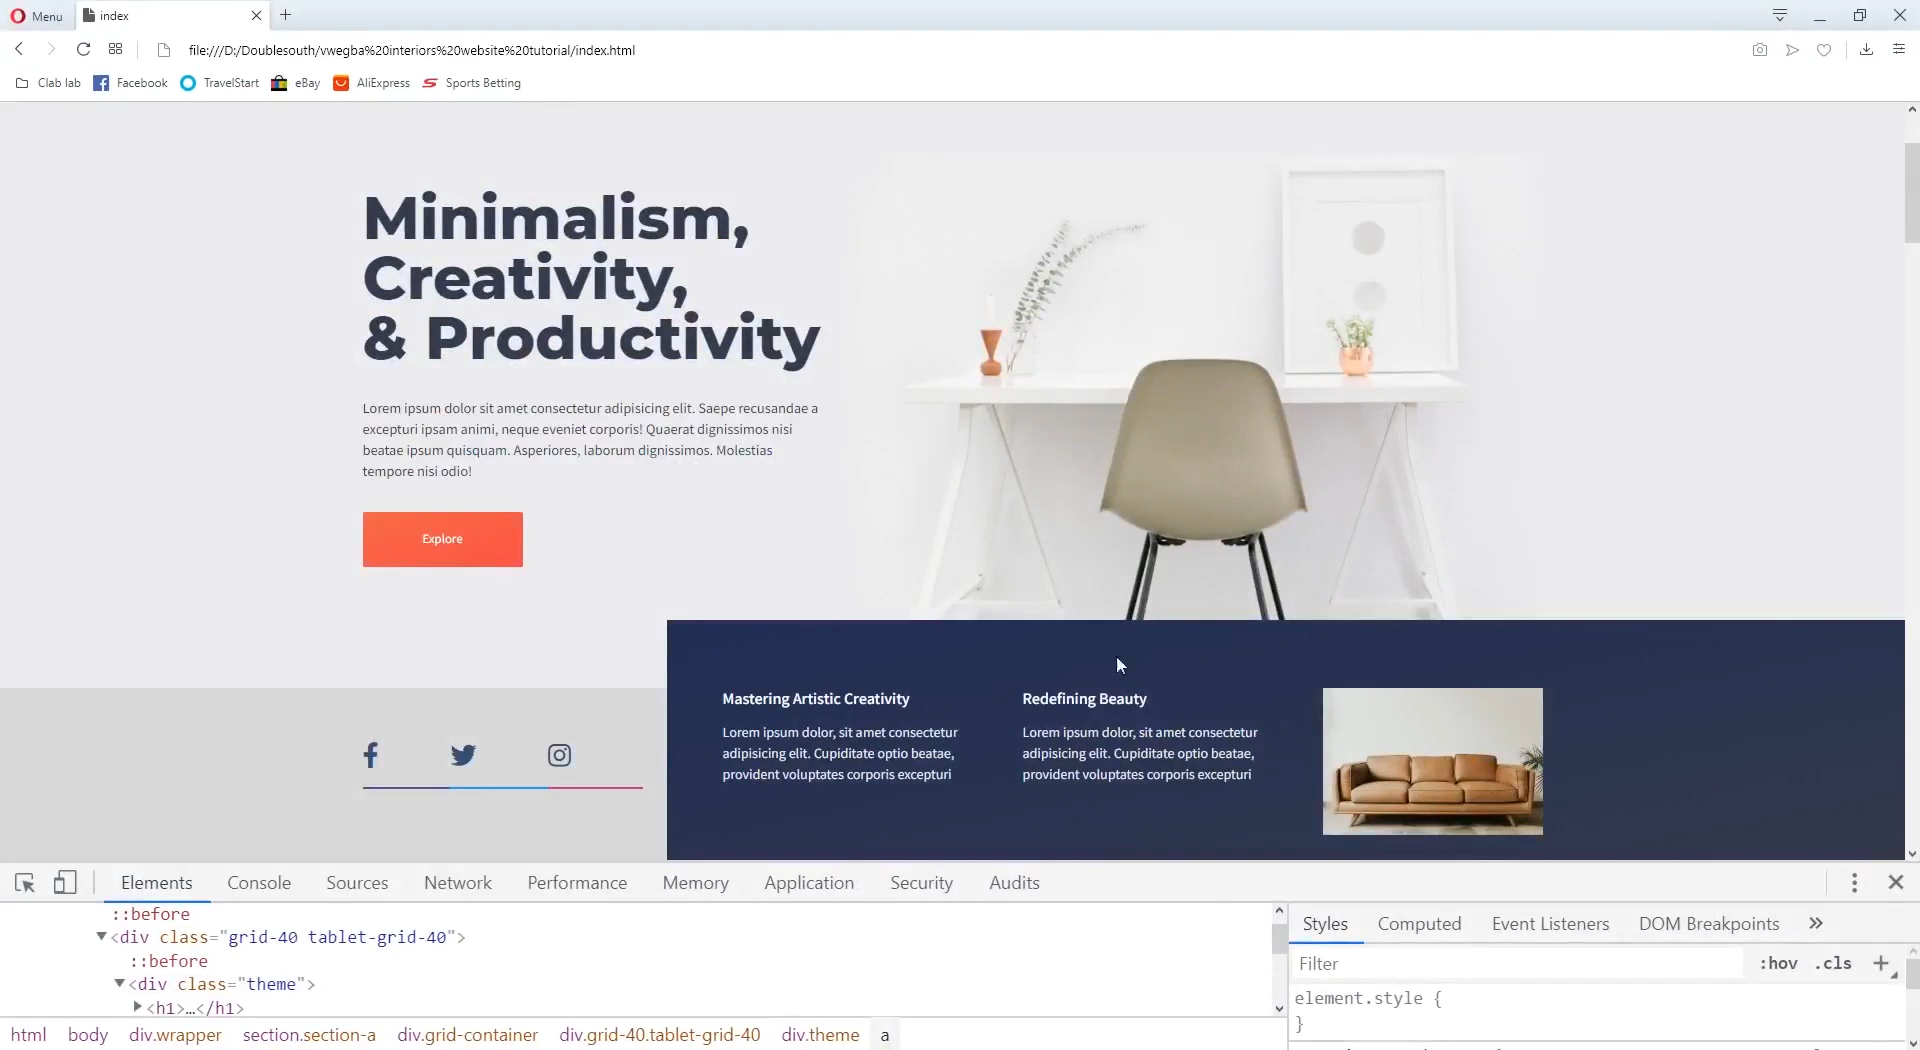 Menu
index
file:///D:/Doublesouth/vwegba%20interiors%20website%20tutorial/index.html
Clab lab
Facebook
TravelStart
eBay
AliExpress
Sports Betting
Minimalism,
Creativity,
& Productivity
Lorem ipsum dolor sit amet consectetur adipisicing elit. Saepe recusandae a
excepturi ipsam animi, neque eveniet corporis! Quaerat dignissimos nisi
beatae ipsum quisquam. Asperiores, laborum dignissimos. Molestias
tempore nisi odio!
Explore
Mastering Artistic Creativity
Lorem ipsum dolor, sit amet consectetur
adipisicing elit. Cupiditate optio beatae,
provident voluptates corporis excepturi
Redefining Beauty
Lorem ipsum dolor, sit amet consectetur
adipisicing elit. Cupiditate optio beatae,
provident voluptates corporis excepturi
Elements Console Sources Network Performance Memory Application Security Audits
::before
<div class="grid-40 tablet-grid-40">
::before
<div class="theme">
<h1>…</h1>
html body div.wrapper section.section-a div.grid-container div.grid-40.tablet-grid-40 div.theme a
Styles Computed Event Listeners DOM Breakpoints »
Filter :hov .cls +
element.style {
}